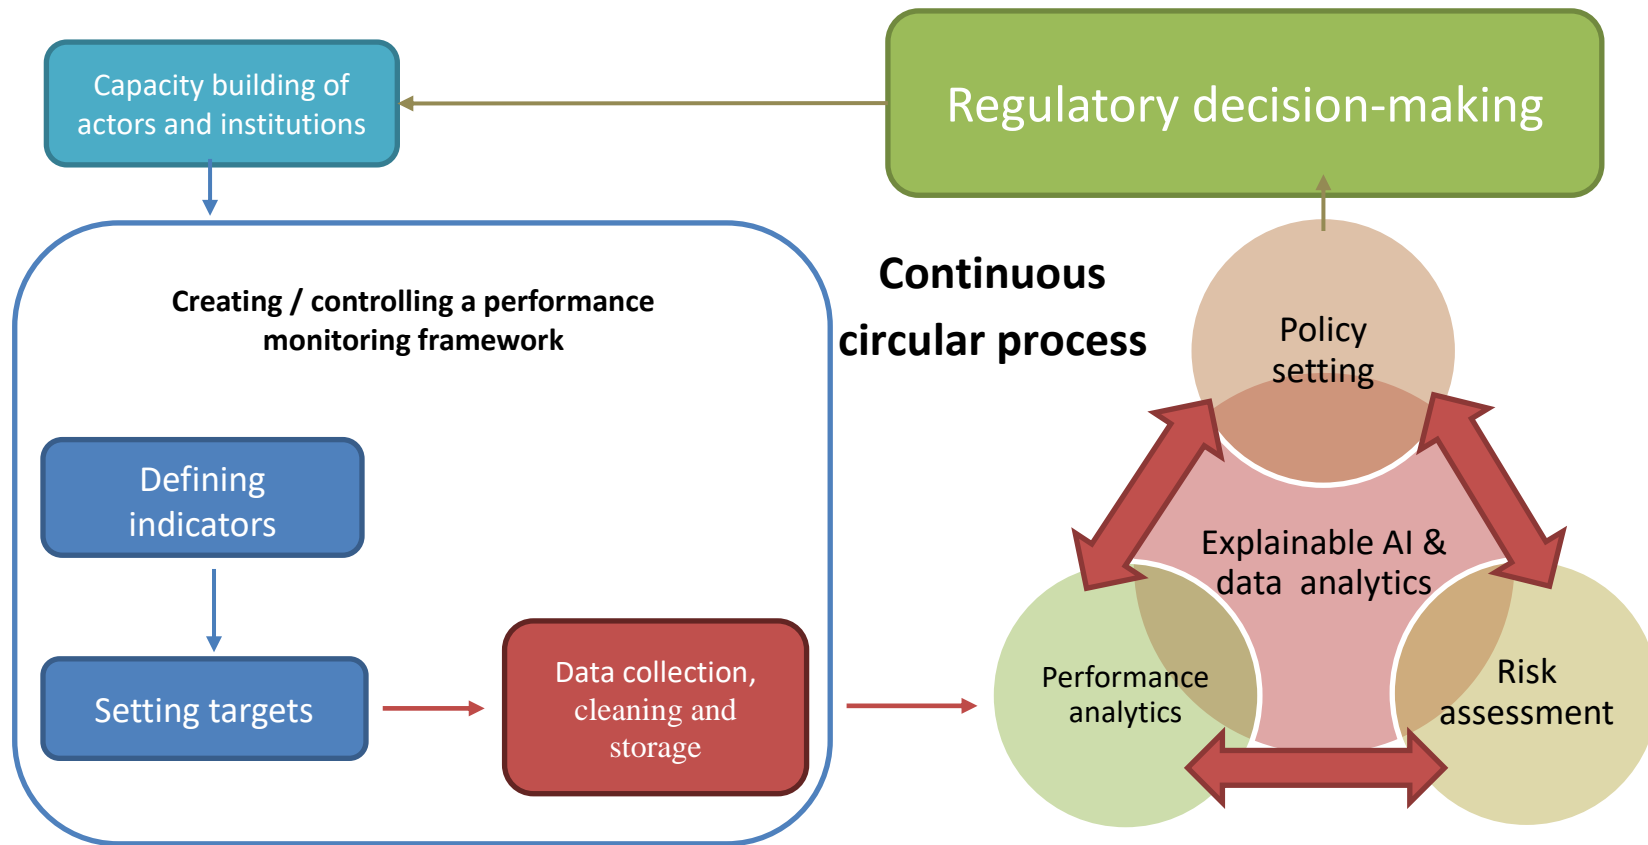 Capacity building of
actors and institutions
Regulatory decision-making
Creating / controlling a performance
monitoring framework
Continuous
circular process
Policy
setting
Defining
indicators
Explainable AI &
data  analytics
Setting targets
Data collection,
cleaning and
storage
Performance
analytics
Risk
assessment